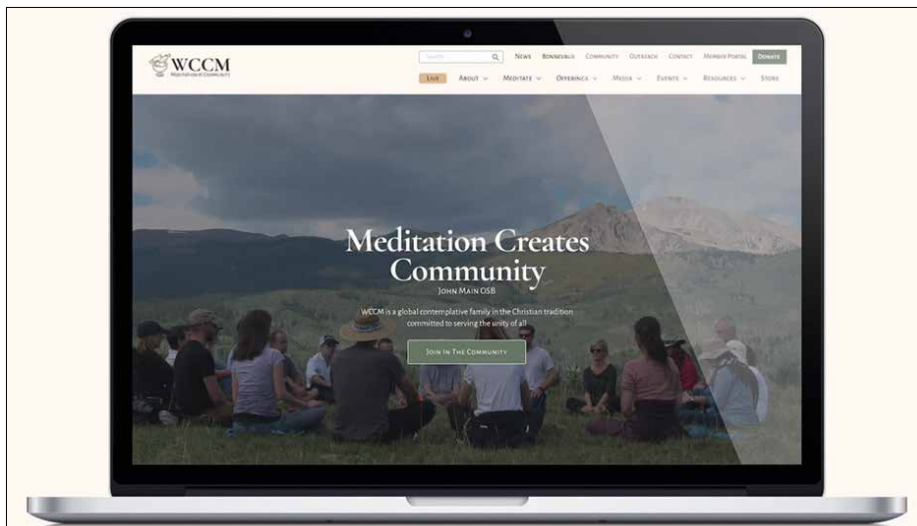 WCCM
Meditation Community
Search
News Bonnevaux Community Outreach Contact Member Portal Donate
Live About Meditate Offerings Media Events Resources Store
Meditation Creates
Community
John Main OSB
WCCM is a global contemplative family in the Christian tradition
committed to serving the unity of all
Join In The Community